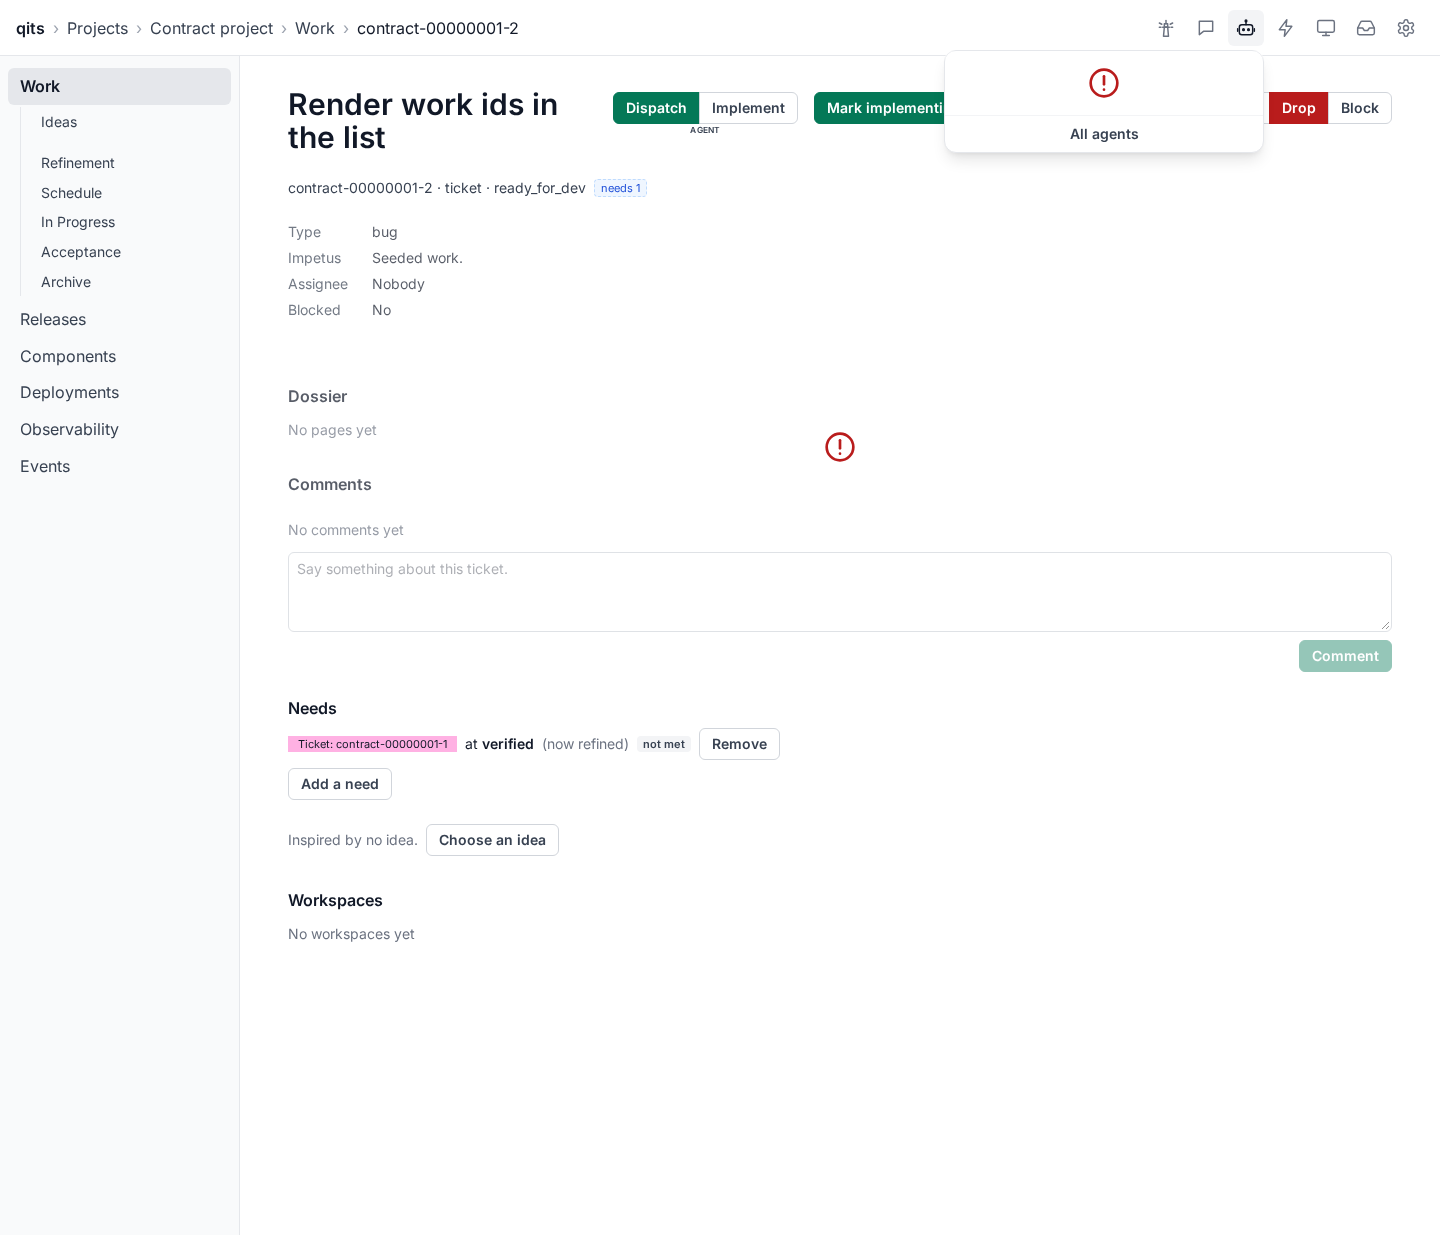 qits › Projects › Contract project › Work › contract-00000001-2
Work
Ideas
Refinement
Schedule
In Progress
Acceptance
Archive
Releases
Components
Deployments
Observability
Events
Render work ids in
the list
Dispatch
Implement
AGENT
Mark implementi
Drop
Block
All agents
contract-00000001-2 · ticket · ready_for_dev needs 1
Type bug
Impetus Seeded work.
Assignee Nobody
Blocked No
Dossier
No pages yet
Comments
No comments yet
Say something about this ticket.
Comment
Needs
Ticket: contract-00000001-1 at verified (now refined) not met Remove
Add a need
Inspired by no idea. Choose an idea
Workspaces
No workspaces yet